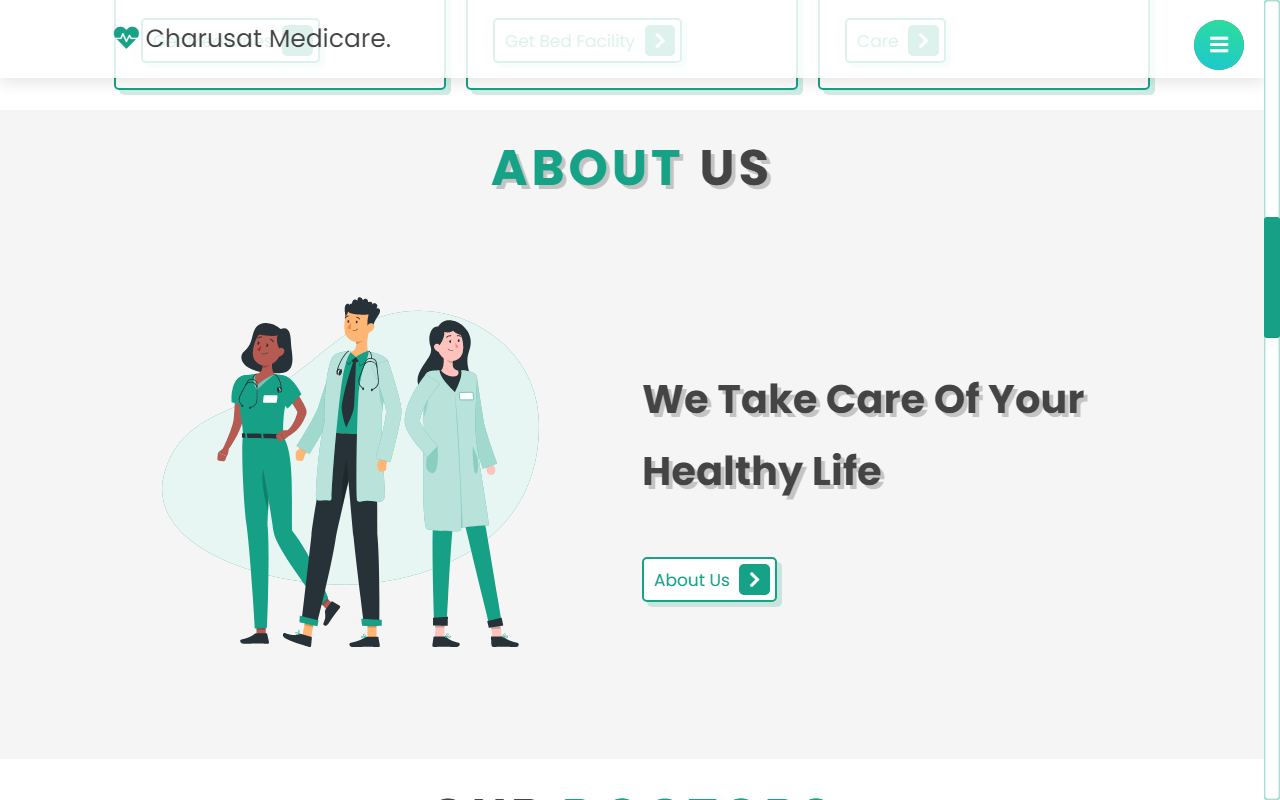 Charusat Medicare.
Get Bed Facility
Care
ABOUT US
We Take Care Of Your
Healthy Life
About Us